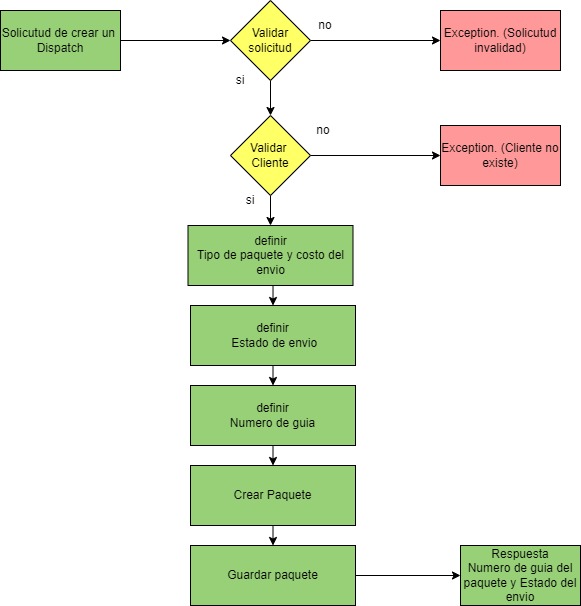 Solicutud de crear un
Dispatch
Validar
solicitud
no
Exception. (Solicutud
invalidad)
si
Validar
Cliente
no
Exception. (Cliente no
existe)
si
definir
Tipo de paquete y costo del
envio
definir
Estado de envio
definir
Numero de guia
Crear Paquete
Guardar paquete
Respuesta
Numero de guia del
paquete y Estado del
envio